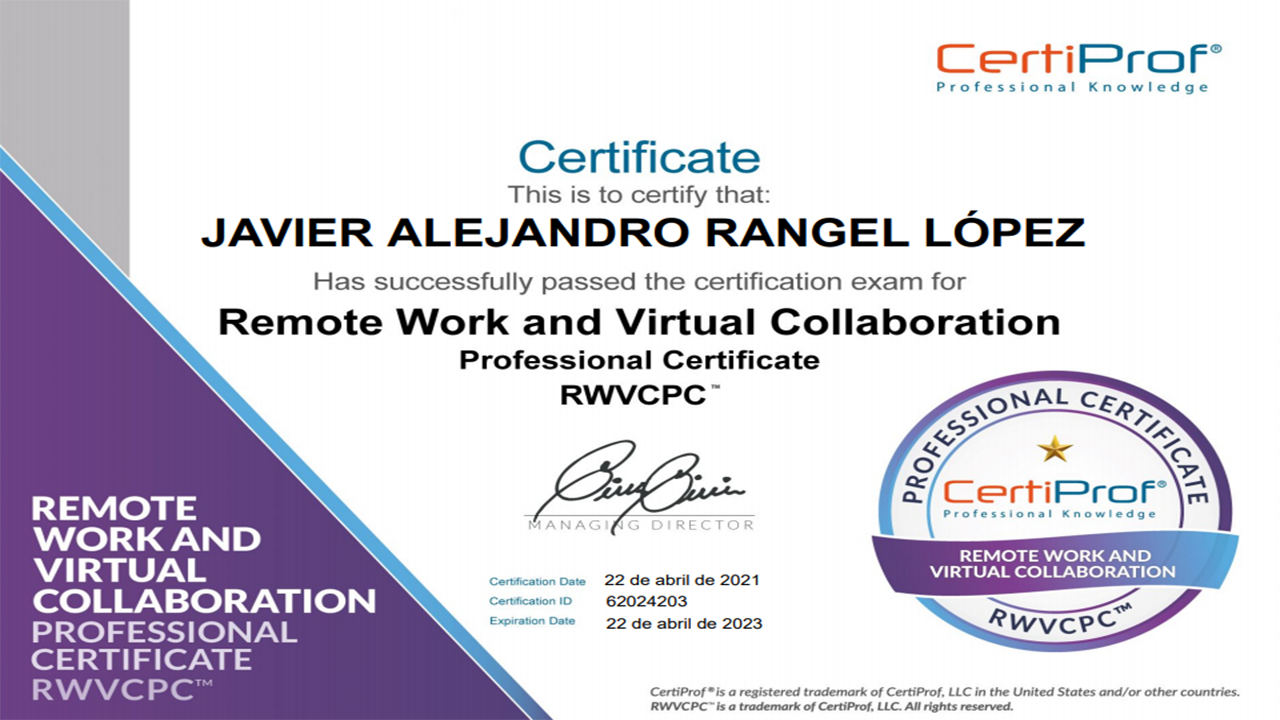 CertiProf®
Professional Knowledge
Certificate
This is to certify that:
JAVIER ALEJANDRO RANGEL LÓPEZ
Has successfully passed the certification exam for
Remote Work and Virtual Collaboration
Professional Certificate
RWVCPC™
MANAGING DIRECTOR
Certification Date 22 de abril de 2021
Certification ID 62024203
Expiration Date 22 de abril de 2023
REMOTE
WORK AND
VIRTUAL
COLLABORATION
PROFESSIONAL
CERTIFICATE
RWVCPC™
PROFESSIONAL CERTIFICATE
CertiProf®
Professional Knowledge
REMOTE WORK AND
VIRTUAL COLLABORATION
RWVCPC™
CertiProf® is a registered trademark of CertiProf, LLC in the United States and/or other countries.
RWVCPC™ is a trademark of CertiProf, LLC. All rights reserved.